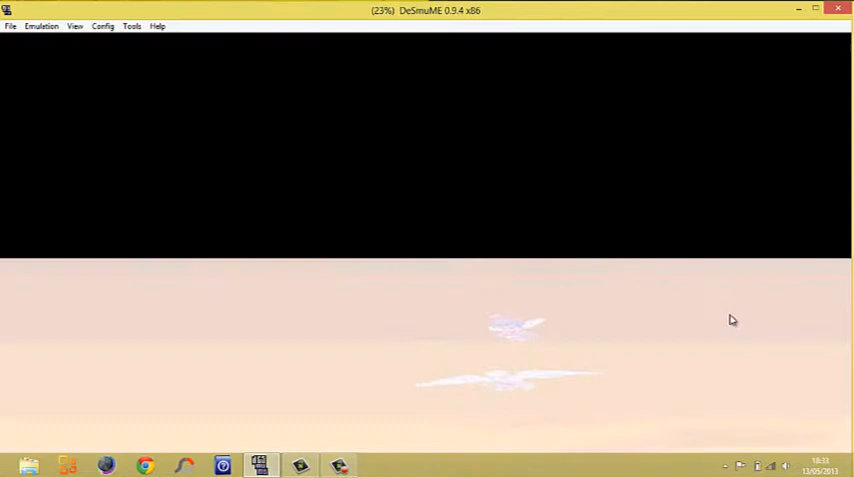 (23%) DeSmuME 0.9.4 x86
File Emulation View Config Tools Help
18:33
13/05/2013